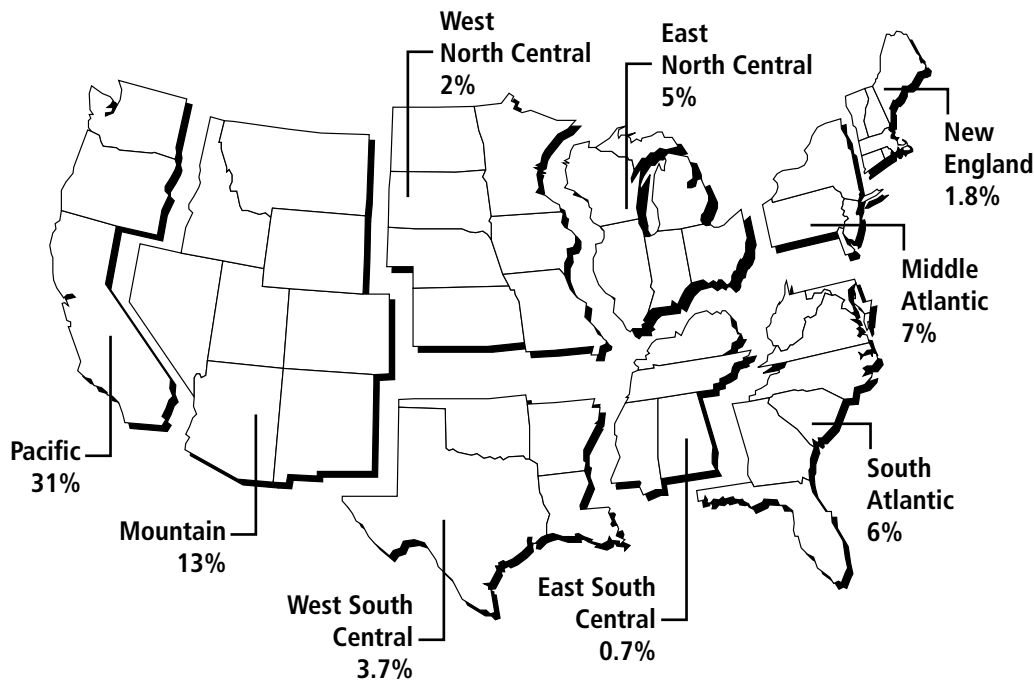 West
North Central
2%
East
North Central
5%
New
England
1.8%
Middle
Atlantic
7%
Pacific
31%
South
Atlantic
6%
Mountain
13%
West South
Central
3.7%
East South
Central
0.7%